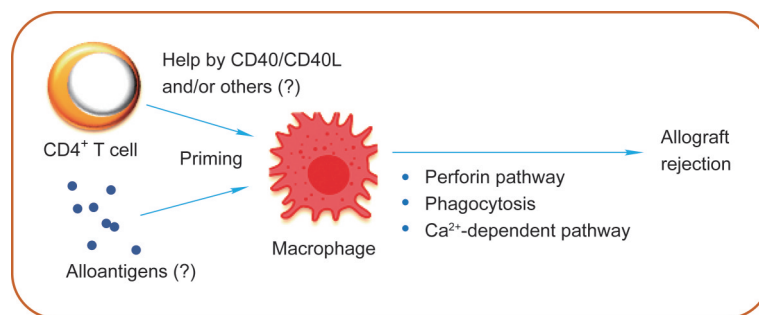 Help by CD40/CD40L
and/or others (?)
CD4⁺ T cell
Priming
Alloantigens (?)
Macrophage
• Perforin pathway
• Phagocytosis
• Ca²⁺-dependent pathway
Allograft
rejection